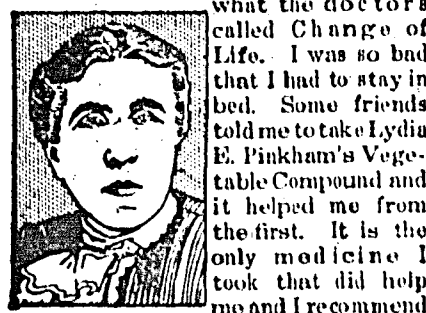 what the doctors
called Change of
Life. I was so bad
that I had to stay in
bed. Some friends
told me to take Lydia
E. Pinkham's Vege-
table Compound and
it helped me from
the first. It is the
only medicine I
took that did help
me and I recommend